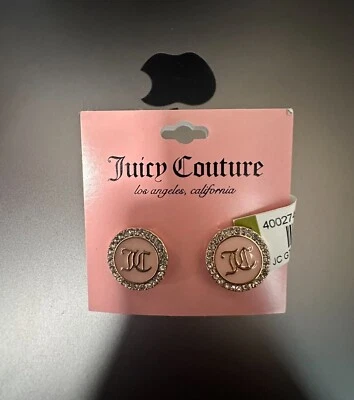 Juicy Couture
los angeles, california
JC
JC
40027
JC G